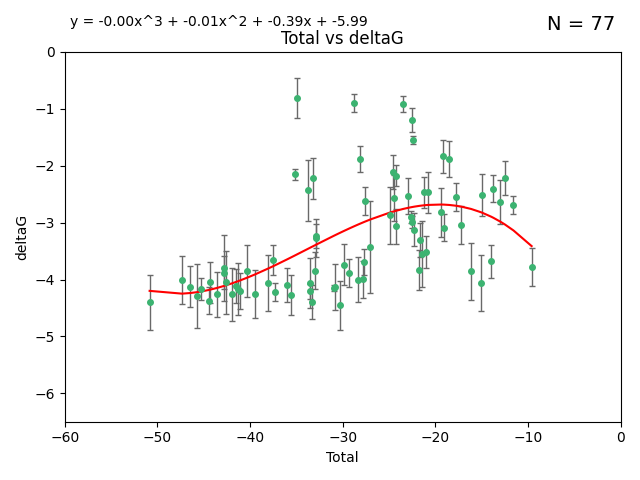 y = -0.00x^3 + -0.01x^2 + -0.39x + -5.99
N = 77
Total vs deltaG
0
−1
−2
−3
−4
−5
−6
deltaG
−60 −50 −40 −30 −20 −10 0
Total